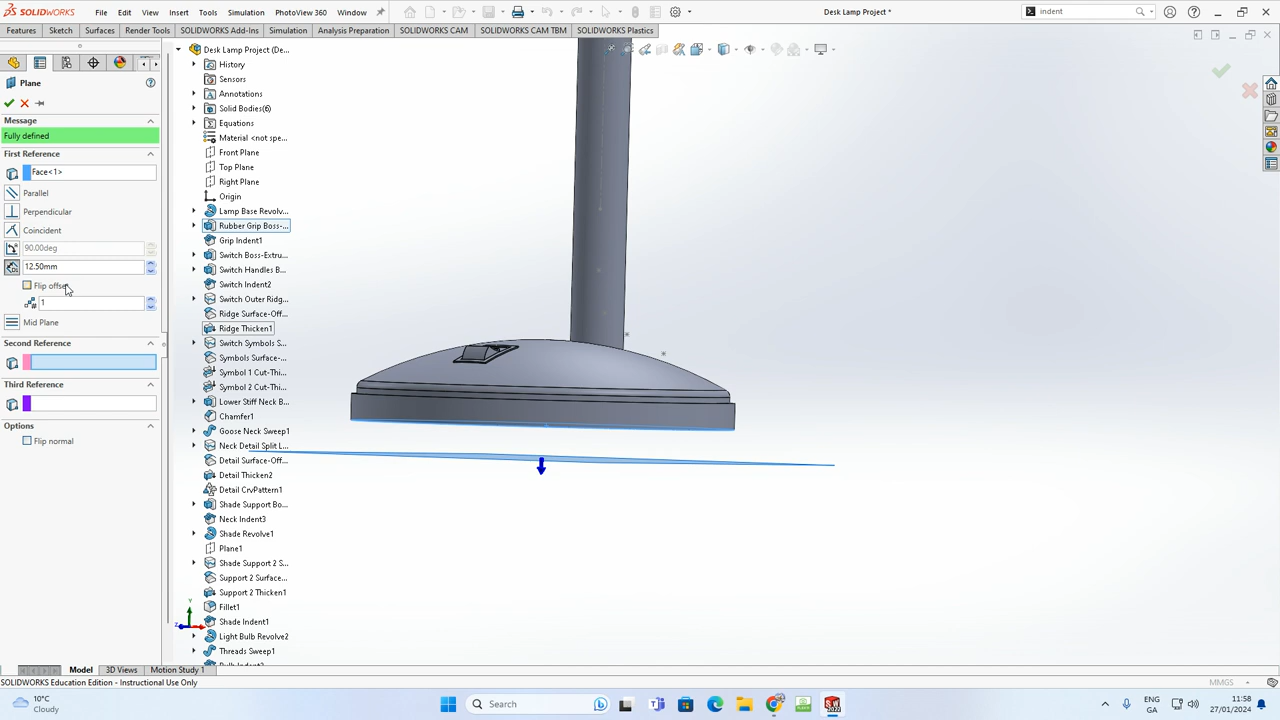 SOLIDWORKS File Edit View Insert Tools Simulation PhotoView 360 Window Desk Lamp Project * indent
Features Sketch Surfaces Render Tools SOLIDWORKS Add-Ins Simulation Analysis Preparation SOLIDWORKS CAM SOLIDWORKS CAM TBM SOLIDWORKS Plastics
Plane
Message
Fully defined
First Reference
Face<1>
Parallel
Perpendicular
Coincident
90.00deg
12.50mm
Flip offset
1
Mid Plane
Second Reference
Third Reference
Options
Flip normal
Desk Lamp Project (De...
History
Sensors
Annotations
Solid Bodies(6)
Equations
Material <not spe...
Front Plane
Top Plane
Right Plane
Origin
Lamp Base Revolv...
Rubber Grip Boss-...
Grip Indent1
Switch Boss-Extru...
Switch Handles B...
Switch Indent2
Switch Outer Ridg...
Ridge Surface-Off...
Ridge Thicken1
Switch Symbols S...
Symbols Surface-...
Symbol 1 Cut-Thi...
Symbol 2 Cut-Thi...
Lower Stiff Neck B...
Chamfer1
Goose Neck Sweep1
Neck Detail Split L...
Detail Surface-Off...
Detail Thicken2
Detail CrvPattern1
Shade Support Bo...
Neck Indent3
Shade Revolve1
Plane1
Shade Support 2 S...
Support 2 Surface...
Support 2 Thicken1
Fillet1
Shade Indent1
Light Bulb Revolve2
Threads Sweep1
Y
Z
Model 3D Views Motion Study 1
SOLIDWORKS Education Edition - Instructional Use Only MMGS
10°C
Cloudy
Search
ENG
GA
11:58
27/01/2024